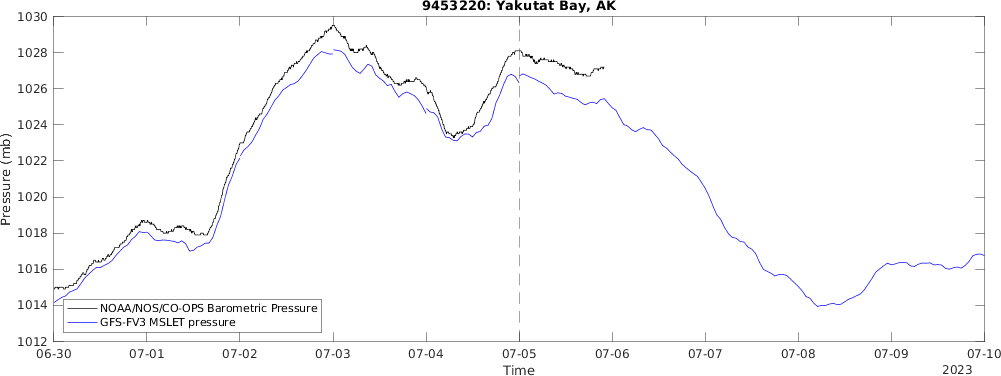 9453220: Yakutat Bay, AK
1030
1028
1026
1024
1022
1020
1018
1016
1014
1012
Pressure (mb)
NOAA/NOS/CO-OPS Barometric Pressure
GFS-FV3 MSLET pressure
06-30 07-01 07-02 07-03 07-04 07-05 07-06 07-07 07-08 07-09 07-10
Time
2023